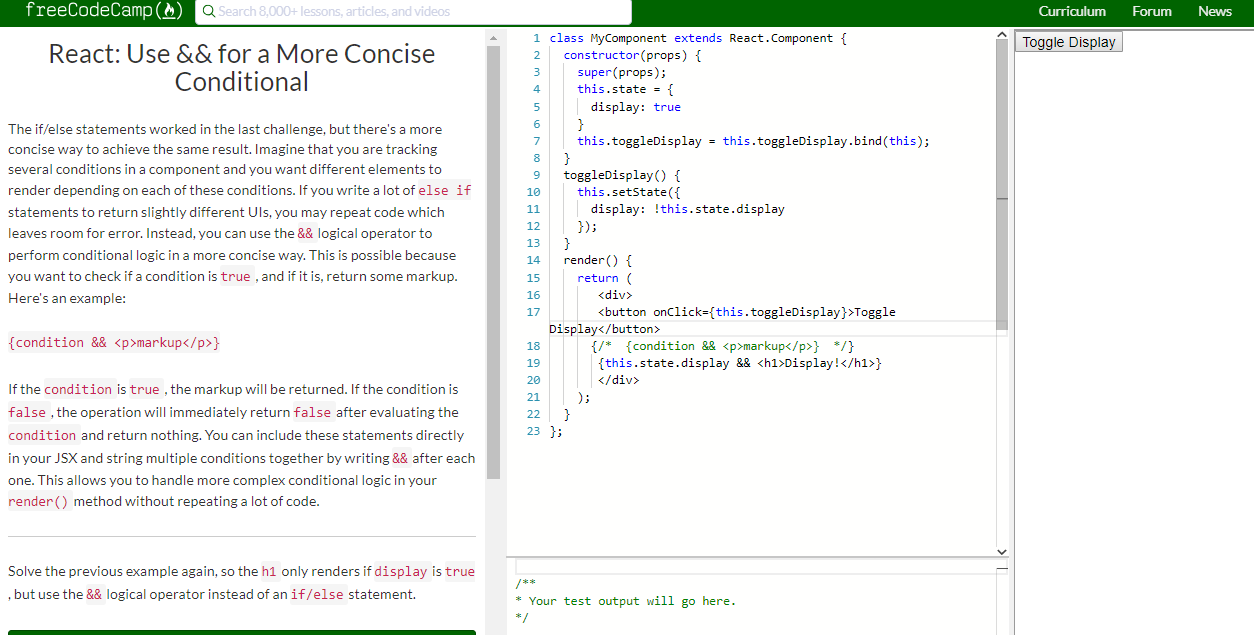 freeCodeCamp
Search 8,000+ lessons, articles, and videos
Curriculum Forum News
React: Use && for a More Concise
Conditional
The if/else statements worked in the last challenge, but there's a more
concise way to achieve the same result. Imagine that you are tracking
several conditions in a component and you want different elements to
render depending on each of these conditions. If you write a lot of else if
statements to return slightly different UIs, you may repeat code which
leaves room for error. Instead, you can use the && logical operator to
perform conditional logic in a more concise way. This is possible because
you want to check if a condition is true , and if it is, return some markup.
Here's an example:
{condition && <p>markup</p>}
If the condition is true , the markup will be returned. If the condition is
false , the operation will immediately return false after evaluating the
condition and return nothing. You can include these statements directly
in your JSX and string multiple conditions together by writing && after each
one. This allows you to handle more complex conditional logic in your
render() method without repeating a lot of code.
Solve the previous example again, so the h1 only renders if display is true
, but use the && logical operator instead of an if/else statement.
1 class MyComponent extends React.Component {
2 constructor(props) {
3 super(props);
4 this.state = {
5 display: true
6 }
7 this.toggleDisplay = this.toggleDisplay.bind(this);
8 }
9 toggleDisplay() {
10 this.setState({
11 display: !this.state.display
12 });
13 }
14 render() {
15 return (
16 <div>
17 <button onClick={this.toggleDisplay}>Toggle
Display</button>
18 {/* {condition && <p>markup</p>} */}
19 {this.state.display && <h1>Display!</h1>}
20 </div>
21 );
22 }
23 };
/**
* Your test output will go here.
*/
Toggle Display